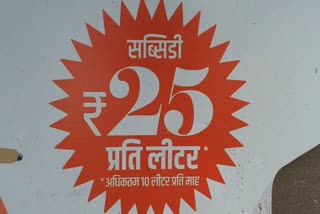 सब्सिडी
₹25
प्रति लीटर*
*अधिकतम 10 लीटर प्रति माह